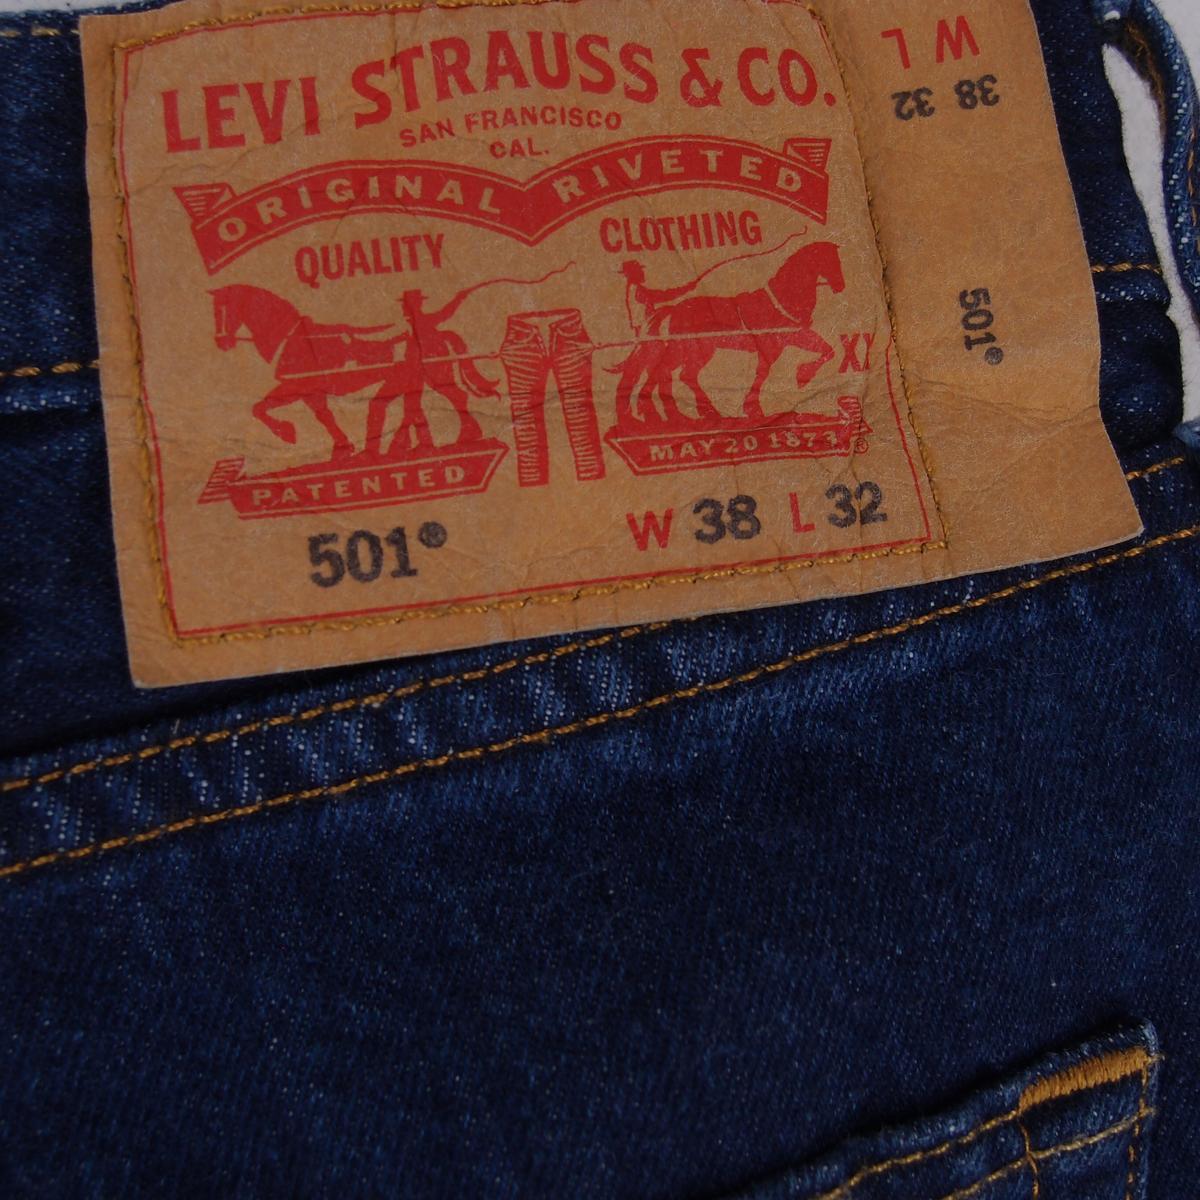 LEVI STRAUSS & CO.
SAN FRANCISCO
CAL.
ORIGINAL RIVETED
QUALITY CLOTHING
XX
PATENTED
MAY 20 1873 ®
501®
W 38 L 32
W L
38 32
501®